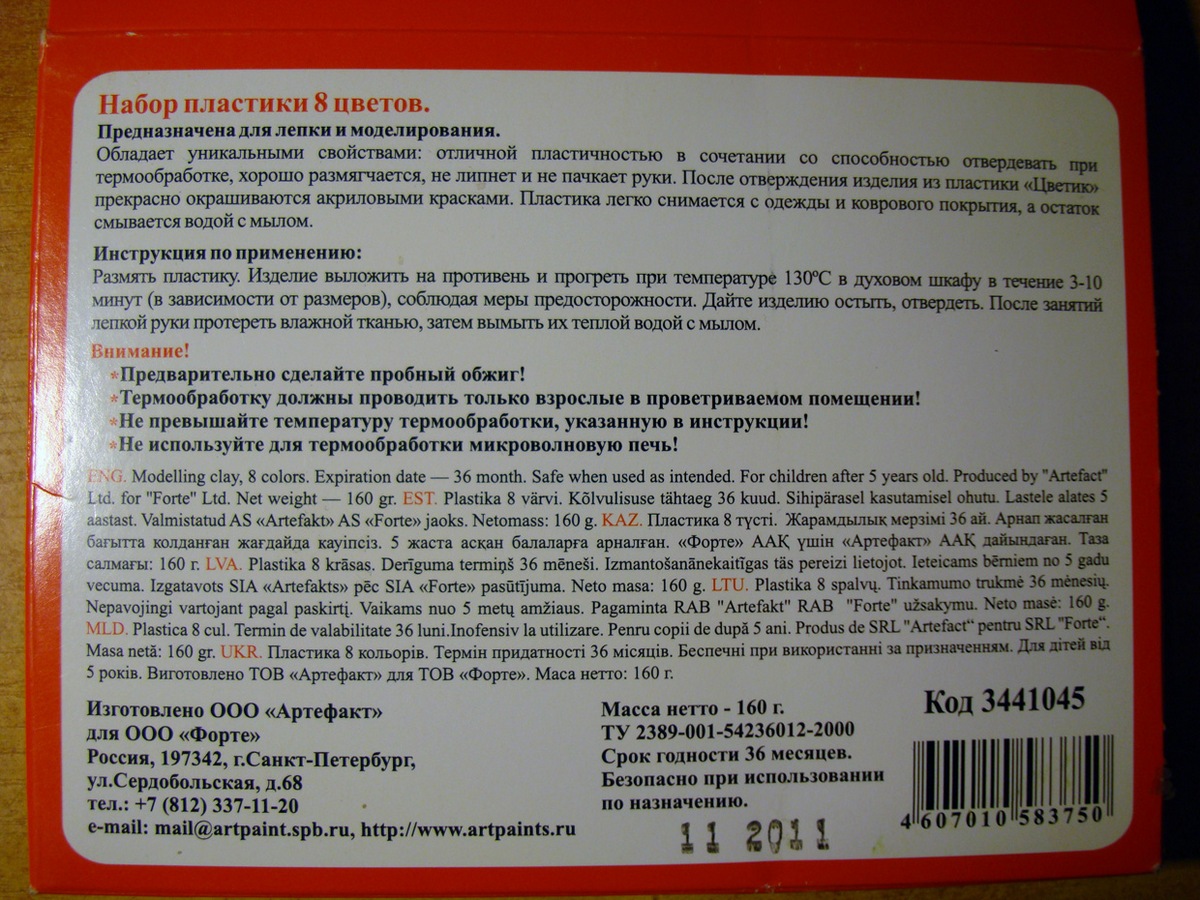 Набор пластики 8 цветов.
Предназначена для лепки и моделирования.
Обладает уникальными свойствами: отличной пластичностью в сочетании со способностью отвердевать при
термообработке, хорошо размягчается, не липнет и не пачкает руки. После отверждения изделия из пластики «Цветик»
прекрасно окрашиваются акриловыми красками. Пластика легко снимается с одежды и коврового покрытия, а остаток
смывается водой с мылом.
Инструкция по применению:
Размять пластику. Изделие выложить на противень и прогреть при температуре 130ºС в духовом шкафу в течение 3-10
минут (в зависимости от размеров), соблюдая меры предосторожности. Дайте изделию остыть, отвердеть. После занятий
лепкой руки протереть влажной тканью, затем вымыть их теплой водой с мылом.
Внимание!
*Предварительно сделайте пробный обжиг!
*Термообработку должны проводить только взрослые в проветриваемом помещении!
*Не превышайте температуру термообработки, указанную в инструкции!
*Не используйте для термообработки микроволновую печь!
ENG. Modelling clay, 8 colors. Expiration date — 36 month. Safe when used as intended. For children after 5 years old. Produced by "Artefact"
Ltd. for "Forte" Ltd. Net weight — 160 gr. EST. Plastika 8 värvi. Kõlvulisuse tähtaeg 36 kuud. Sihipärasel kasutamisel ohutu. Lastele alates 5
aastast. Valmistatud AS «Artefakt» AS «Forte» jaoks. Netomass: 160 g. KAZ. Пластика 8 түсті. Жарамдылық мерзімі 36 ай. Арнап жасалған
бағытта колданған жағдайда кауіпсіз. 5 жаста асқан балаларға арналған. «Форте» ААҚ үшін «Артефакт» ААҚ дайындаған. Таза
салмағы: 160 г. LVA. Plastika 8 krāsas. Derīguma termiņš 36 mēneši. Izmantošanānekaitīgas tās pereizi lietojot. Ieteicams bērniem no 5 gadu
vecuma. Izgatavots SIA «Artefakts» pēc SIA «Forte» pasūtījuma. Neto masa: 160 g. LTU. Plastika 8 spalvų. Tinkamumo trukmė 36 mėnesių.
Nepavojingi vartojant pagal paskirtį. Vaikams nuo 5 metų amžiaus. Pagaminta RAB "Artefakt" RAB "Forte" užsakymu. Neto masė: 160 g.
MLD. Plastica 8 cul. Termin de valabilitate 36 luni.Inofensiv la utilizare. Penru copii de după 5 ani. Produs de SRL "Artefact“ pentru SRL "Forte“.
Masa netă: 160 gr. UKR. Пластика 8 кольорів. Термін придатності 36 місяців. Безпечні при використанні за призначенням. Для дітей від
5 років. Виготовлено ТОВ «Артефакт» для ТОВ «Форте». Маса нетто: 160 г.
Изготовлено ООО «Артефакт»
для ООО «Форте»
Россия, 197342, г.Санкт-Петербург,
ул.Сердобольская, д.68
тел.: +7 (812) 337-11-20
e-mail: mail@artpaint.spb.ru, http://www.artpaints.ru
Масса нетто - 160 г.
ТУ 2389-001-54236012-2000
Срок годности 36 месяцев.
Безопасно при использовании
по назначению.
11 2011
Код 3441045
4 607010 583750